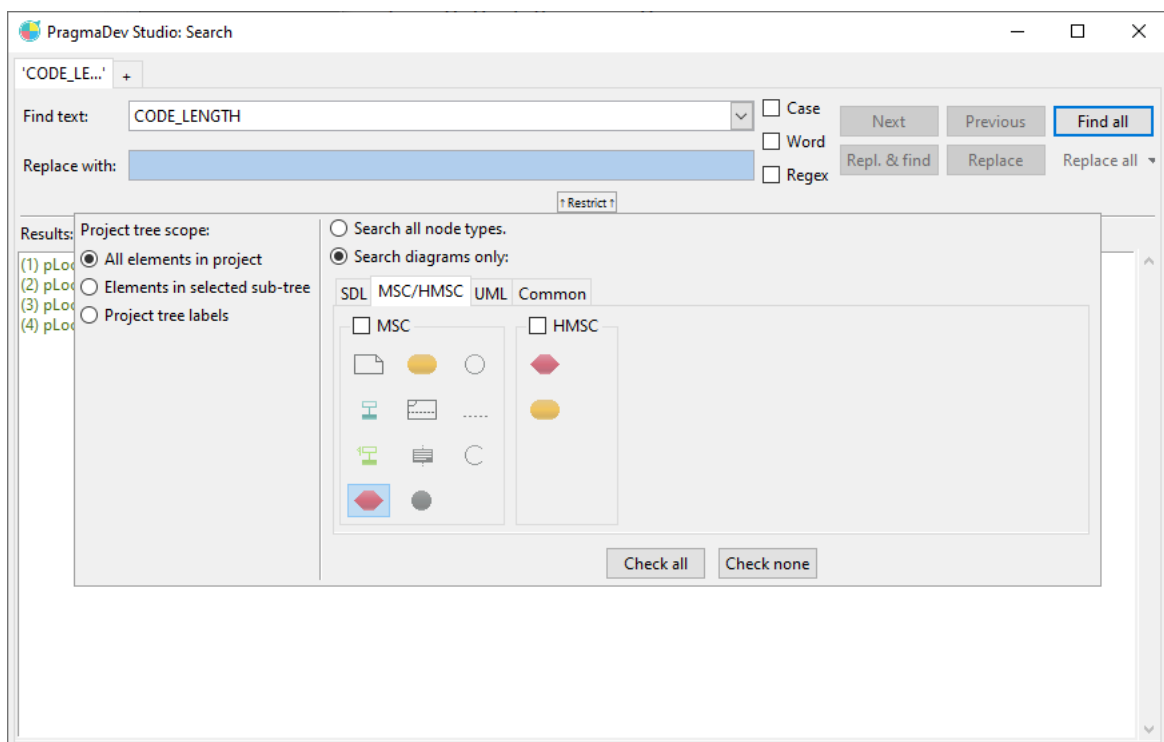 PragmaDev Studio: Search
'CODE_LE...' +
Find text: CODE_LENGTH Case Next Previous Find all
Word
Replace with: Regex Repl. & find Replace Replace all
↑ Restrict ↑
Results: Project tree scope: Search all node types.
(1) pLoc All elements in project Search diagrams only:
(2) pLoc Elements in selected sub-tree SDL MSC/HMSC UML Common
(3) pLoc Project tree labels MSC HMSC
(4) pLoc
Check all Check none